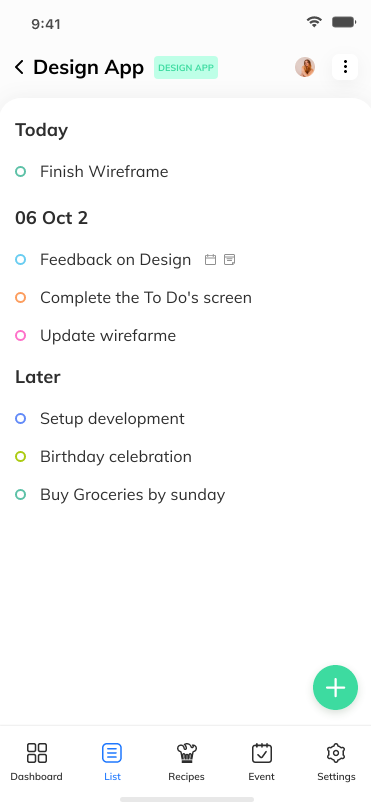 9:41
Design App DESIGN APP
Today
Finish Wireframe
06 Oct 2
Feedback on Design
Complete the To Do's screen
Update wirefarme
Later
Setup development
Birthday celebration
Buy Groceries by sunday
Dashboard List Recipes Event Settings